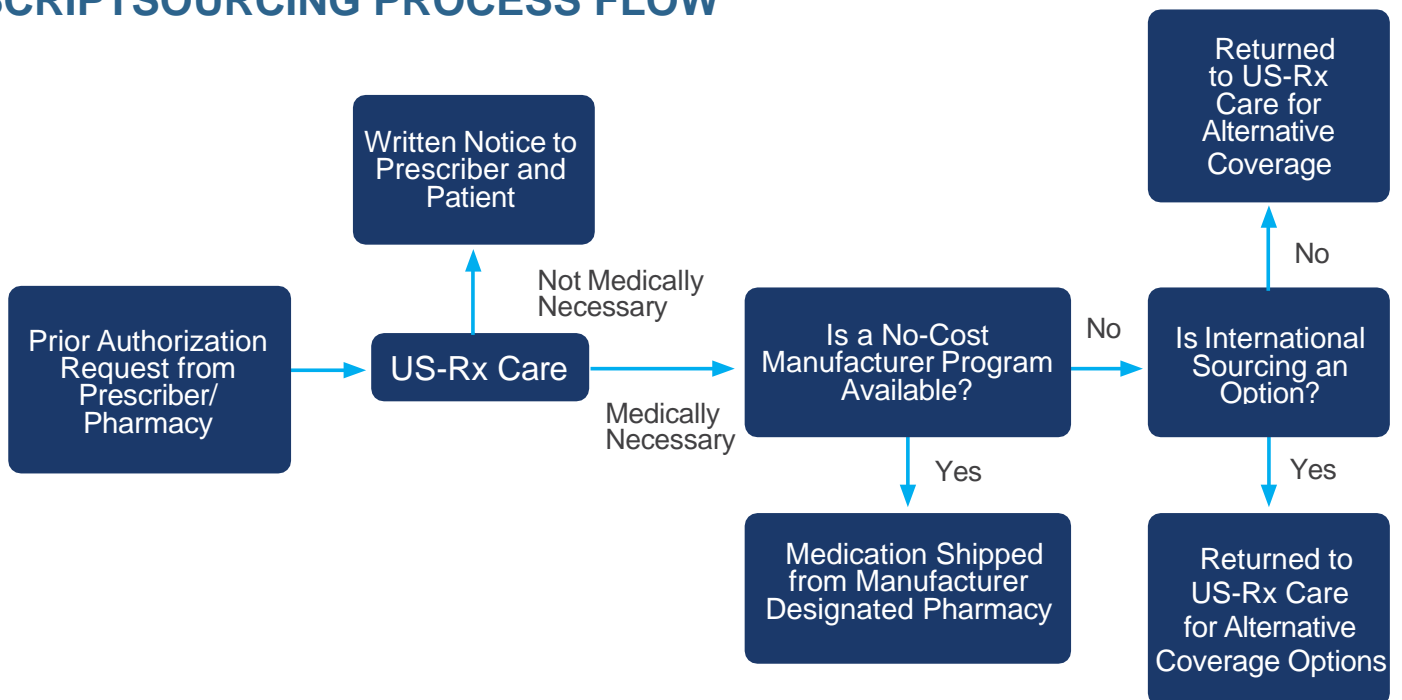 SCRIPTSOURCING PROCESS FLOW
Returned
to US-Rx
Care for
Alternative
Coverage
Written Notice to
Prescriber and
Patient
No
Not Medically
Necessary
Prior Authorization
Request from
Prescriber/
Pharmacy
US-Rx Care
Medically
Necessary
Is a No-Cost
Manufacturer Program
Available?
No
Is International
Sourcing an
Option?
Yes
Yes
Medication Shipped
from Manufacturer
Designated Pharmacy
Returned to
US-Rx Care
for Alternative
Coverage Options